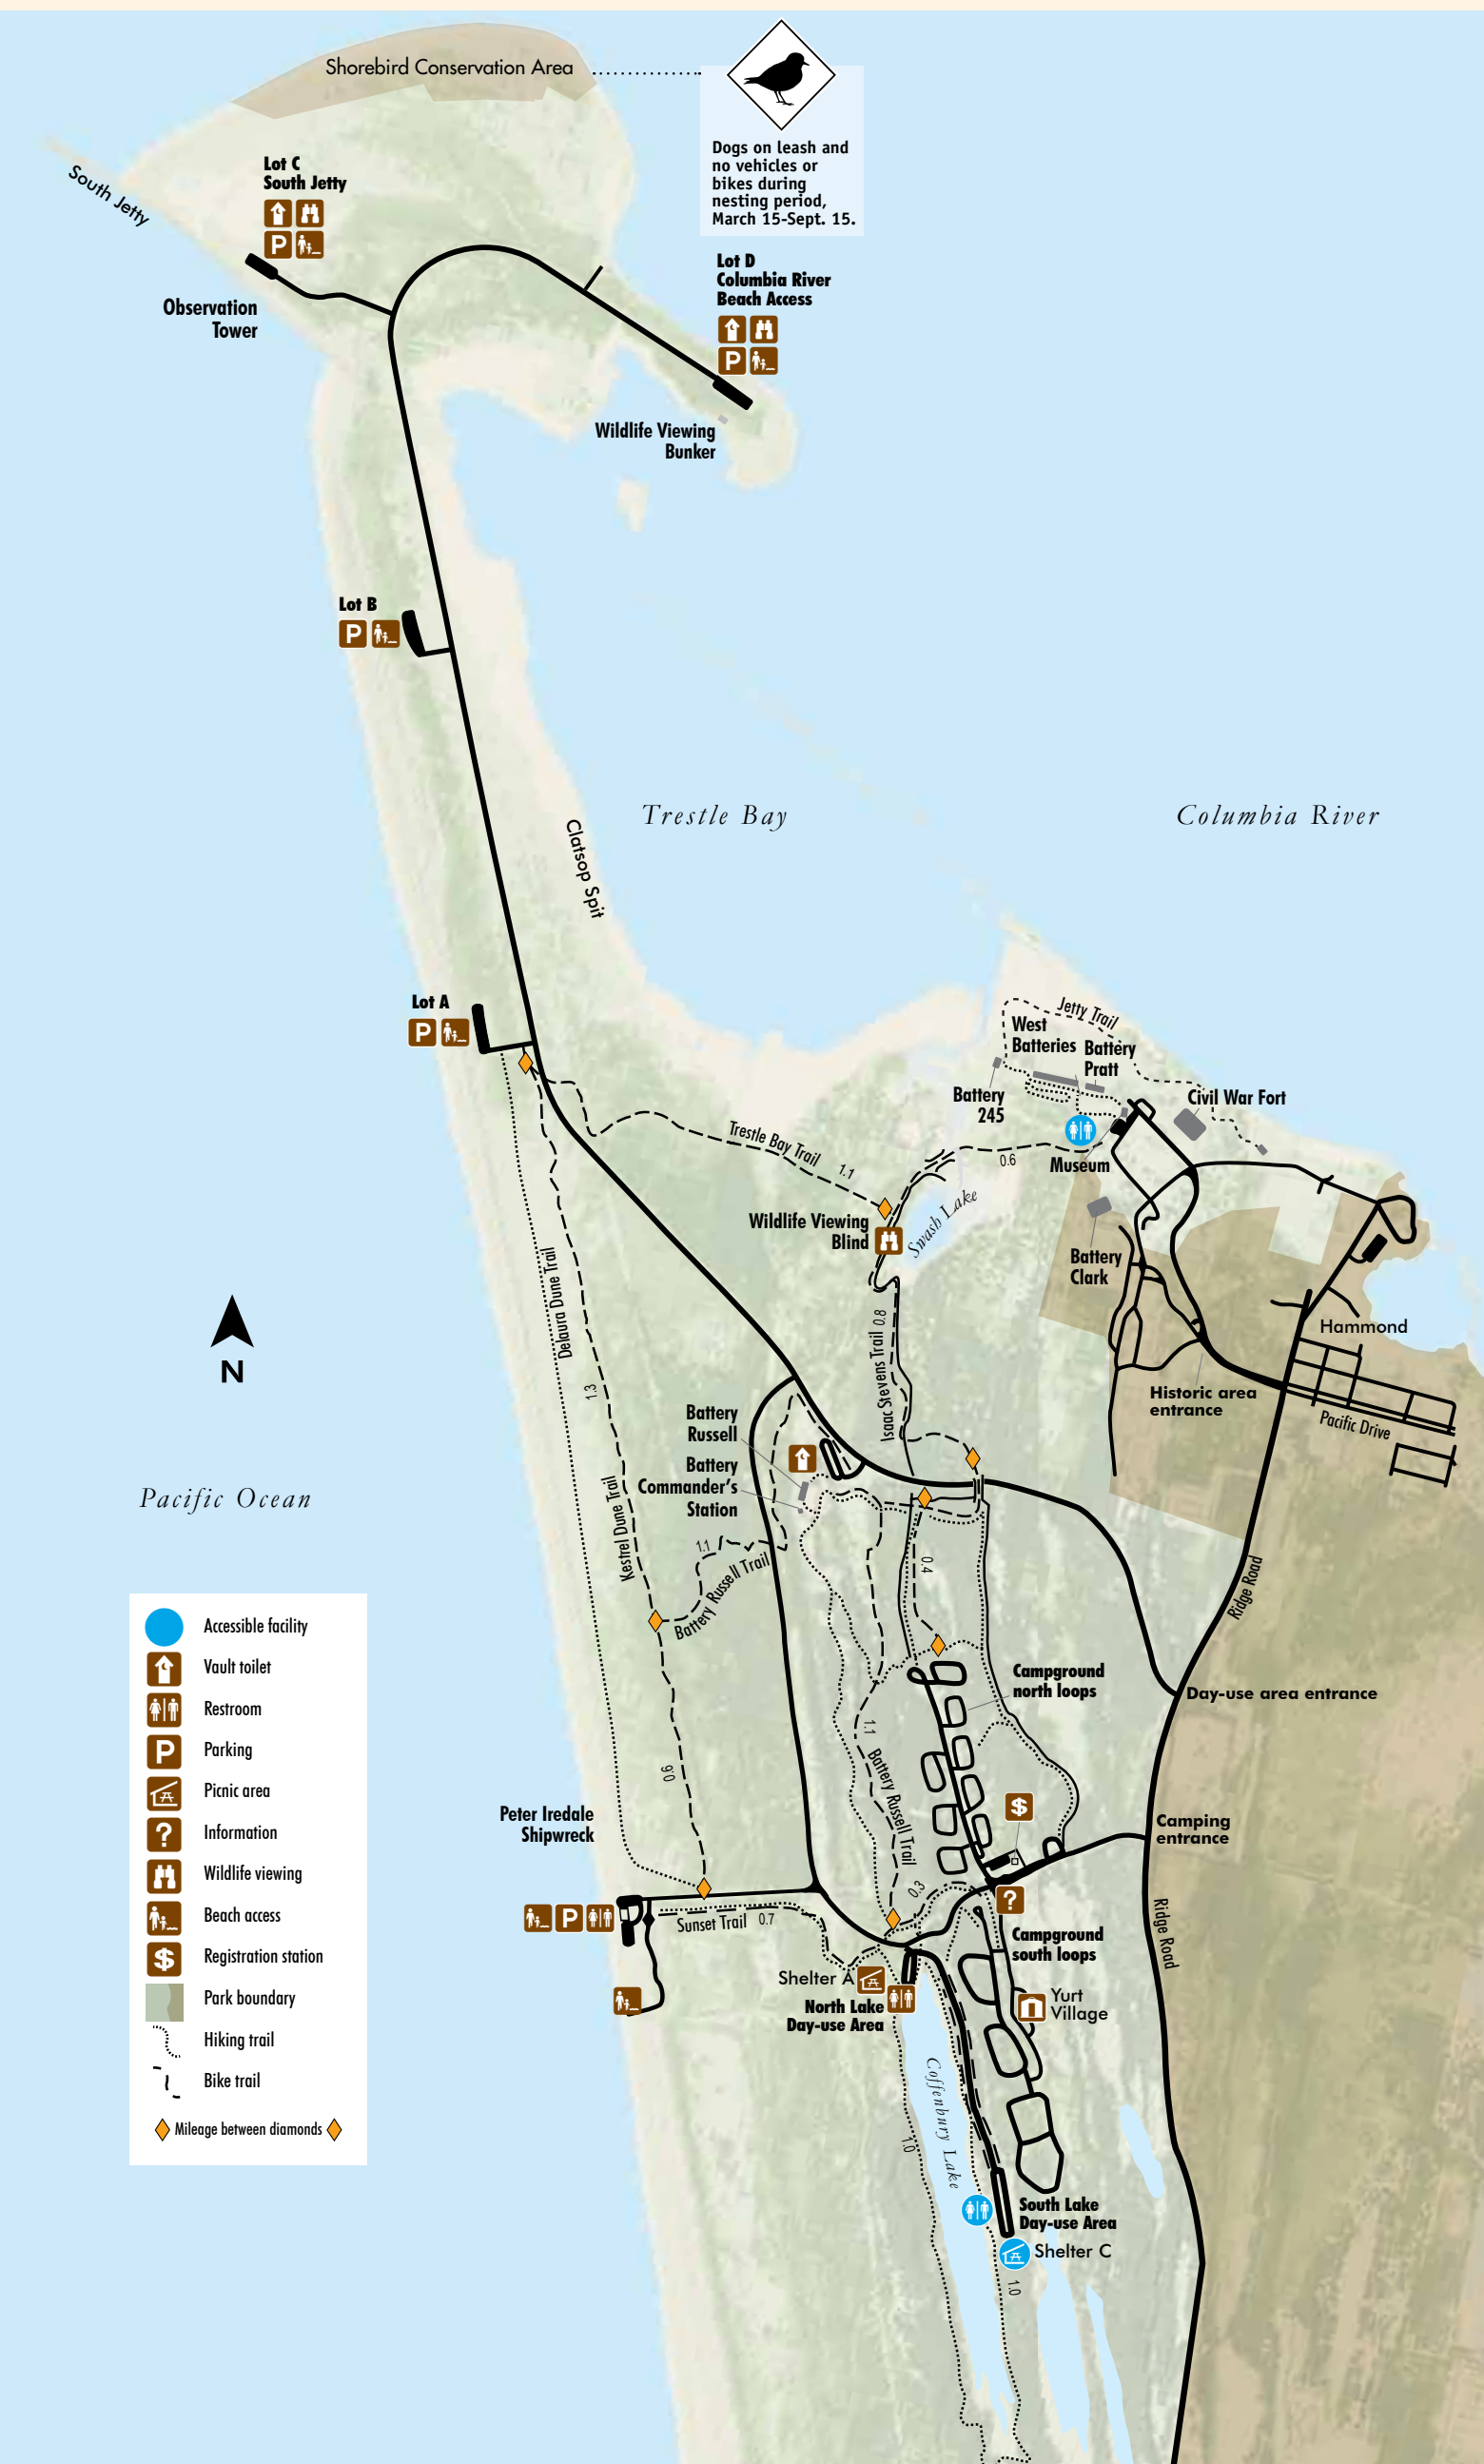 Shorebird Conservation Area
Dogs on leash and
no vehicles or
bikes during
nesting period,
March 15-Sept. 15.
South Jetty
Lot C
South Jetty
P
Observation
Tower
Lot D
Columbia River
Beach Access
P
Wildlife Viewing
Bunker
Lot B
P
Trestle Bay
Columbia River
Clatsop Spit
Lot A
P
Jetty Trail
West
Batteries
Battery
Pratt
Battery
245
Civil War Fort
Museum
Trestle Bay Trail
1.1
0.6
Wildlife Viewing
Blind
Swash Lake
Battery
Clark
Delaura Dune Trail
Isaac Stevens Trail 0.8
Hammond
N
Historic area
entrance
Pacific Drive
1.3
Battery
Russell
Battery
Commander's
Station
Pacific Ocean
Kestrel Dune Trail
1.1
Battery Russell Trail
0.4
Ridge Road
Campground
north loops
Day-use area entrance
1.1
Battery Russell Trail
0.9
$
Peter Iredale
Shipwreck
Camping
entrance
0.3
?
P
Sunset Trail 0.7
Campground
south loops
Ridge Road
Shelter A
North Lake
Day-use Area
Yurt
Village
Coffenbury Lake
1.0
South Lake
Day-use Area
Shelter C
1.0
Accessible facility
Vault toilet
Restroom
P Parking
Picnic area
? Information
Wildlife viewing
Beach access
$ Registration station
Park boundary
Hiking trail
Bike trail
Mileage between diamonds